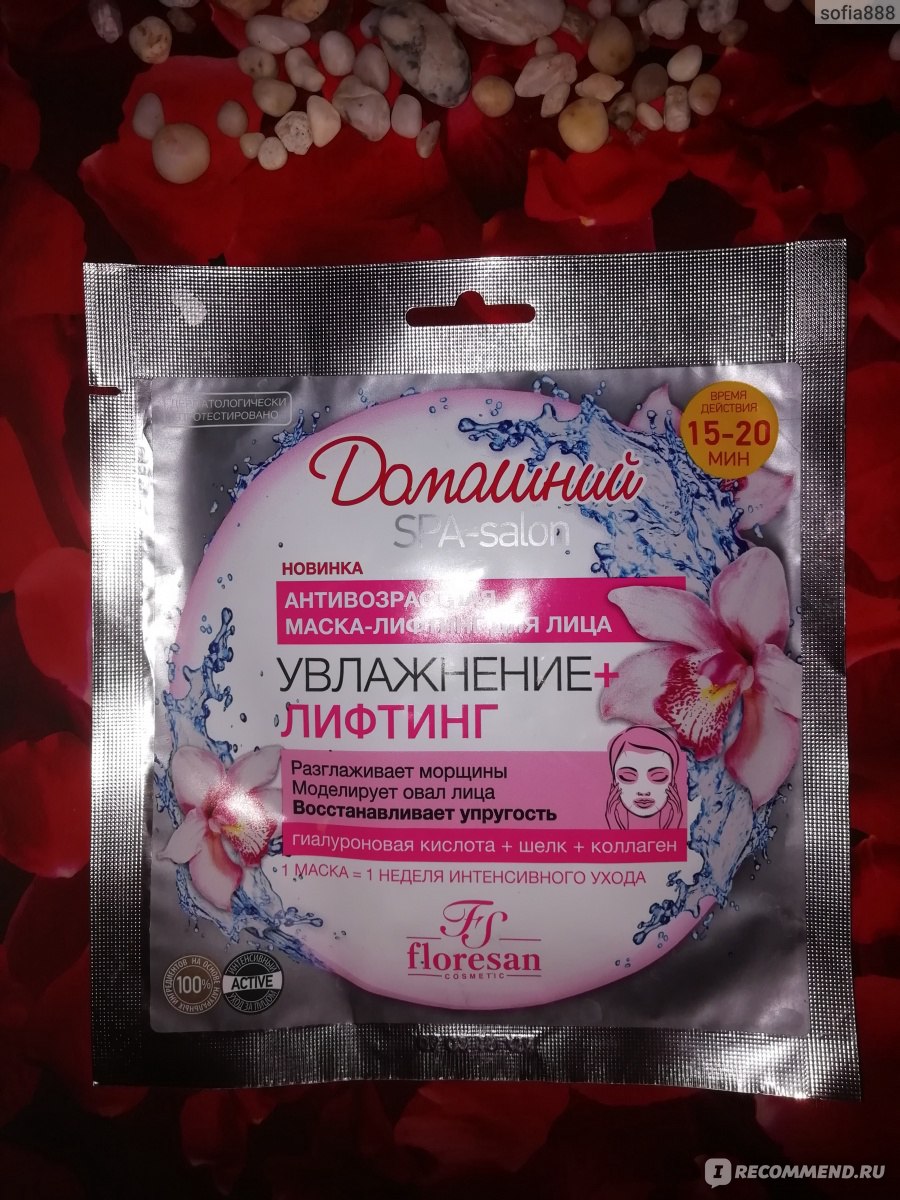 sofia888
ДЕРМАТОЛОГИЧЕСКИ
ПРОТЕСТИРОВАНО
ВРЕМЯ
ДЕЙСТВИЯ
15-20
МИН
Домашний
SPA-salon
НОВИНКА
АНТИВОЗРАСТНАЯ
МАСКА-ЛИФТИНГ ДЛЯ ЛИЦА
УВЛАЖНЕНИЕ+
ЛИФТИНГ
Разглаживает морщины
Моделирует овал лица
Восстанавливает упругость
гиалуроновая кислота + шелк + коллаген
1 МАСКА = 1 НЕДЕЛЯ ИНТЕНСИВНОГО УХОДА
FS
floresan
COSMETIC
100%
ИНТЕНСИВНЫЙ
ACTIVE
IRECOMMEND.RU